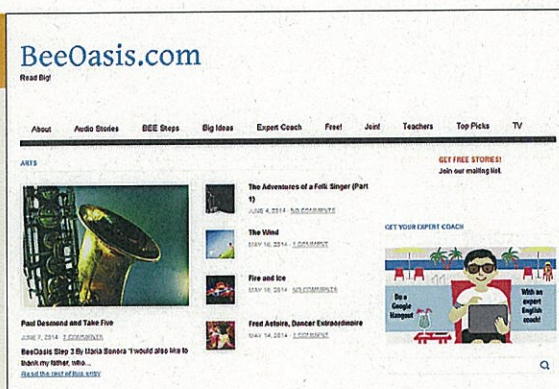 BeeOasis.com
Read Big!
About Audio Stories BEE Steps Big Ideas Expert Coach Free! Join! Teachers Top Picks TV
ARTS
Paul Desmond and Take Five
JUNE 7, 2014 2 COMMENTS
BeeOasis Step 3 By Maria Sonora "I would also like to
thank my father, who...
Read the rest of this entry
The Adventures of a Folk Singer (Part
1)
JUNE 4, 2014 · NO COMMENTS
The Wind
MAY 16, 2014 · 1 COMMENT
Fire and Ice
MAY 16, 2014 · NO COMMENTS
Fred Astaire, Dancer Extraordinaire
MAY 14, 2014 · 1 COMMENT
GET FREE STORIES!
Join our mailing list.
GET YOUR EXPERT COACH
Do a
Google
Hangout
With an
expert
English
coach!